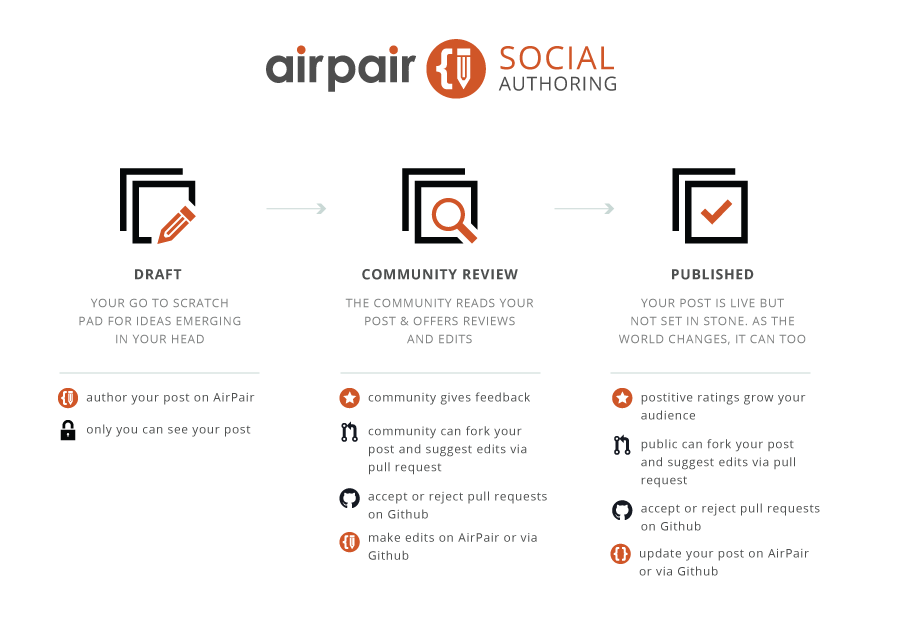 airpair SOCIAL
AUTHORING
DRAFT
YOUR GO TO SCRATCH
PAD FOR IDEAS EMERGING
IN YOUR HEAD
author your post on AirPair
only you can see your post
COMMUNITY REVIEW
THE COMMUNITY READS YOUR
POST & OFFERS REVIEWS
AND EDITS
community gives feedback
community can fork your
post and suggest edits via
pull request
accept or reject pull requests
on Github
make edits on AirPair or via
Github
PUBLISHED
YOUR POST IS LIVE BUT
NOT SET IN STONE. AS THE
WORLD CHANGES, IT CAN TOO
postitive ratings grow your
audience
public can fork your post
and suggest edits via pull
request
accept or reject pull requests
on Github
update your post on AirPair
or via Github